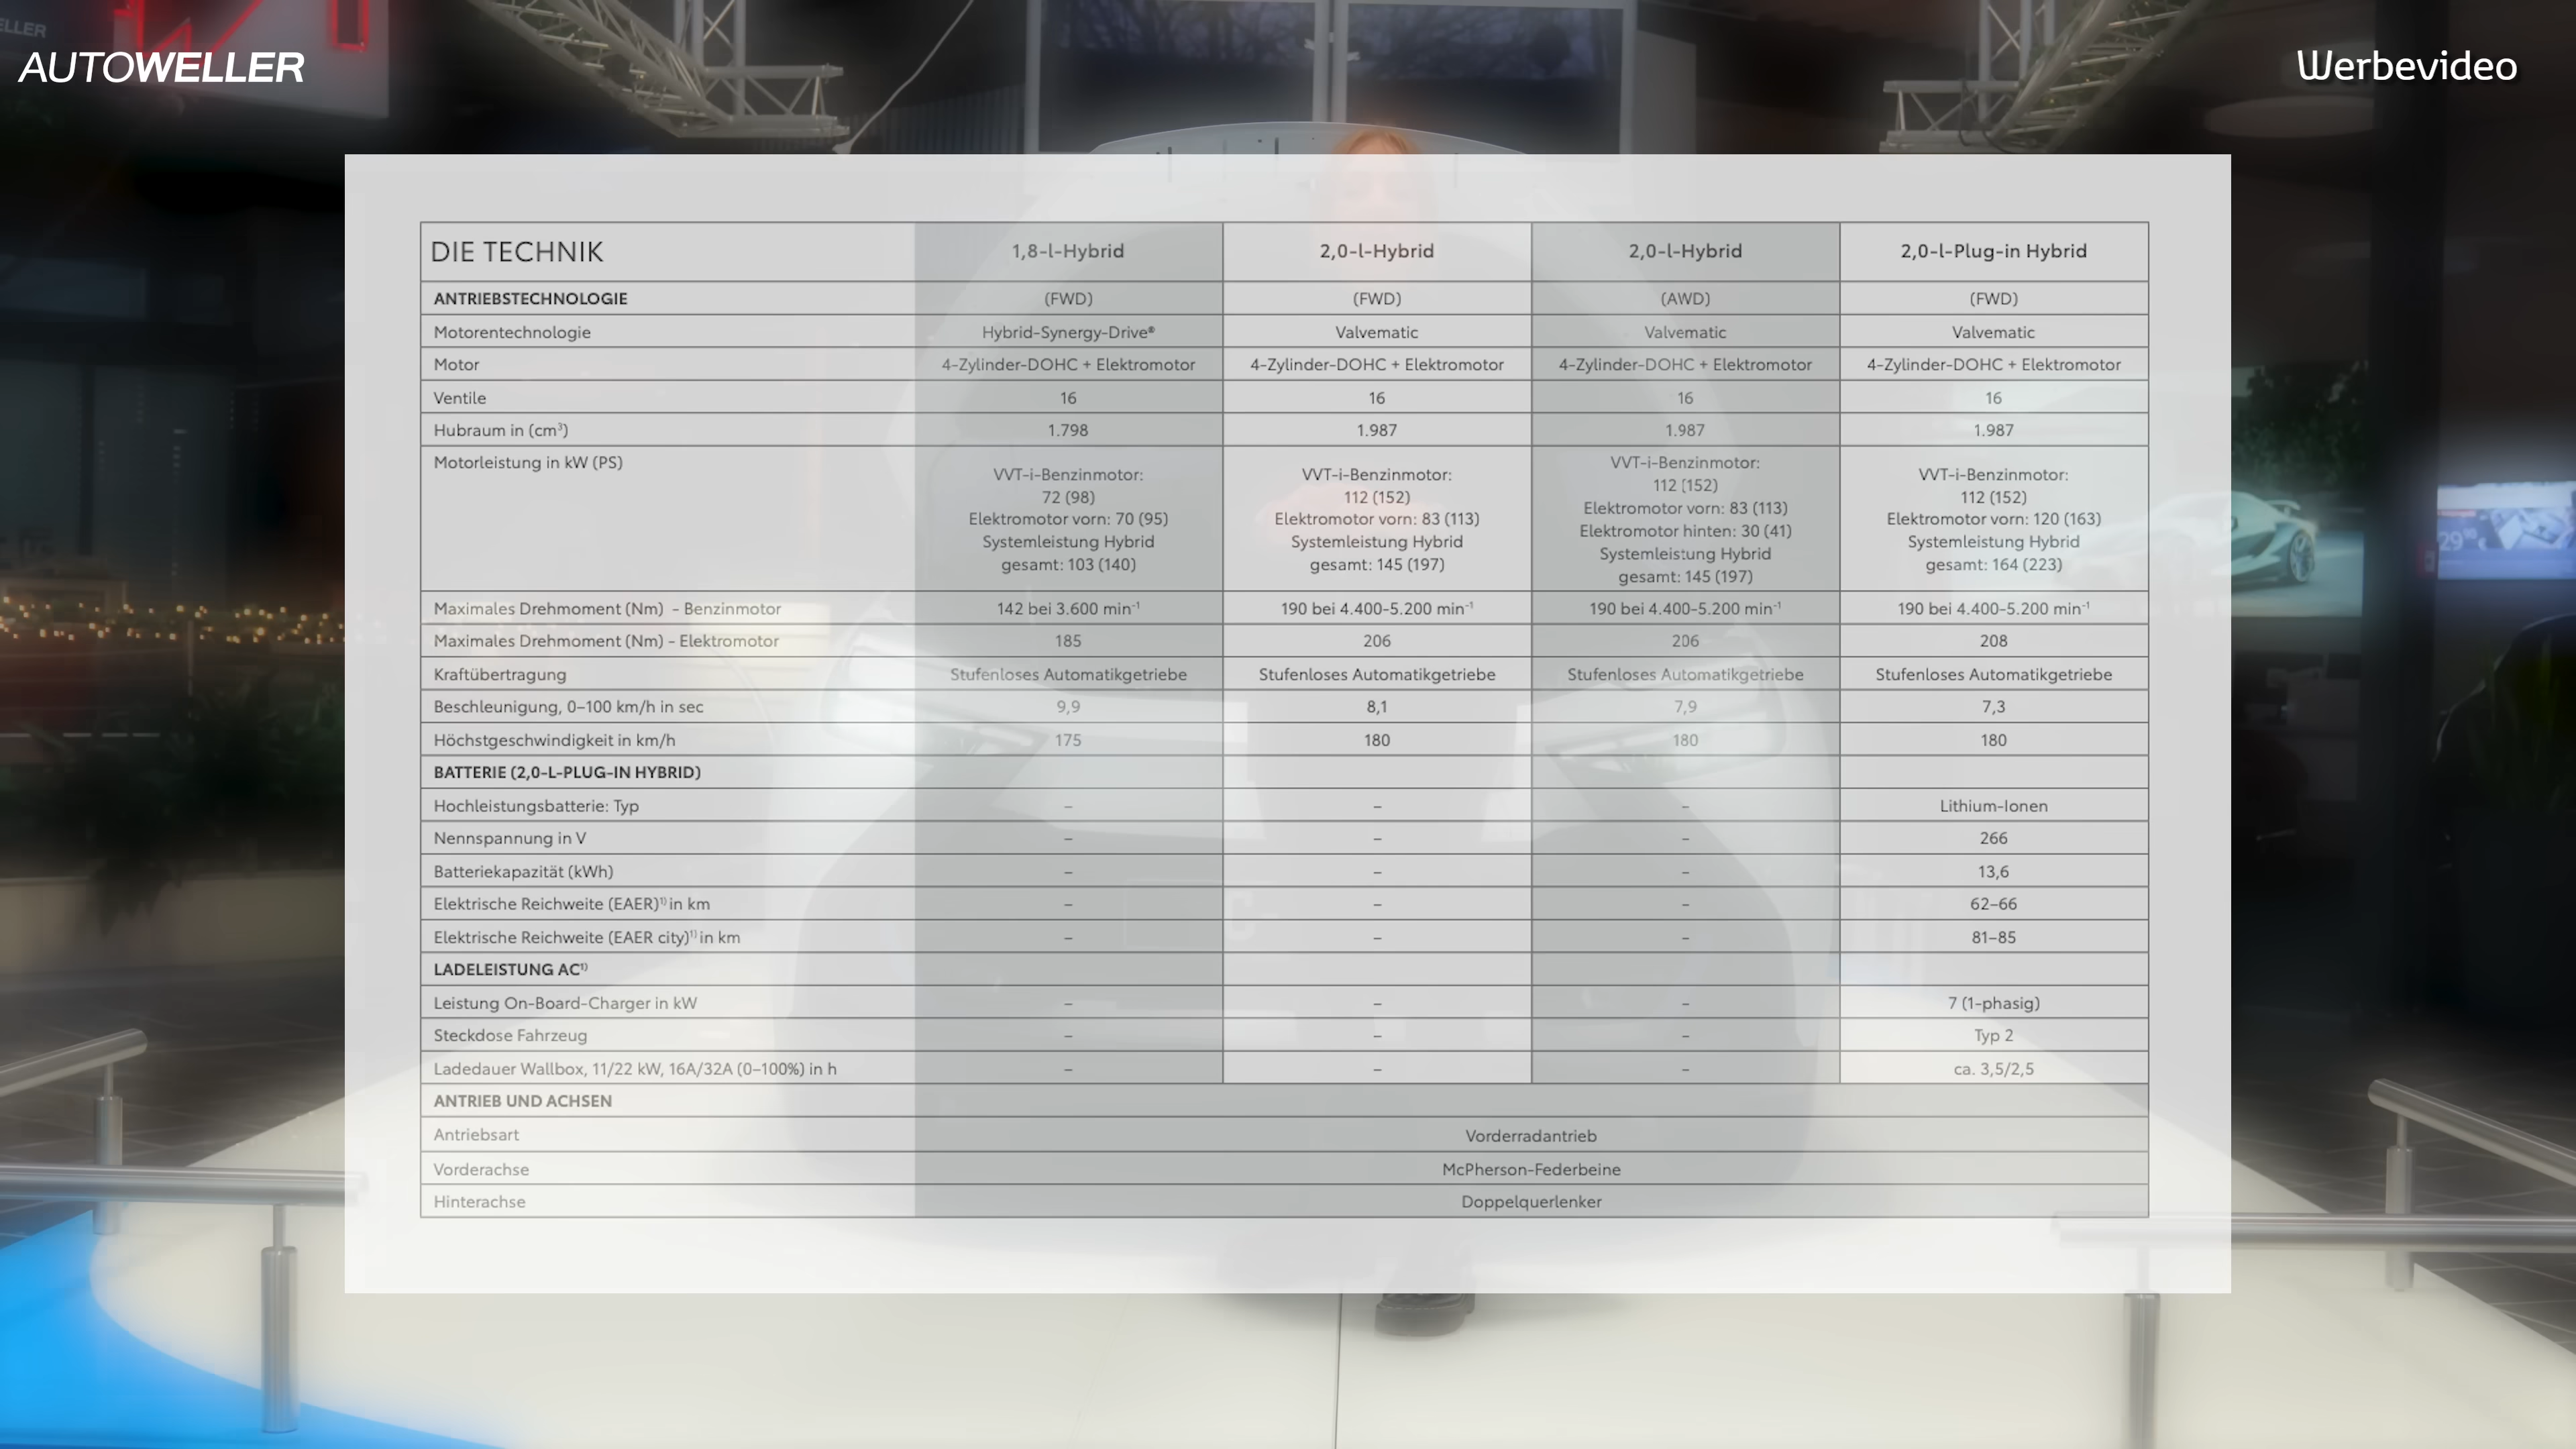 ELLER
AUTOWELLER
Werbevideo
DIE TECHNIK 1,8-l-Hybrid 2,0-l-Hybrid 2,0-l-Hybrid 2,0-l-Plug-in Hybrid
ANTRIEBSTECHNOLOGIE (FWD) (FWD) (AWD) (FWD)
Motorentechnologie Hybrid-Synergy-Drive® Valvematic Valvematic Valvematic
Motor 4-Zylinder-DOHC + Elektromotor 4-Zylinder-DOHC + Elektromotor 4-Zylinder-DOHC + Elektromotor 4-Zylinder-DOHC + Elektromotor
Ventile 16 16 16 16
Hubraum in (cm³) 1.798 1.987 1.987 1.987
Motorleistung in kW (PS)
VVT-i-Benzinmotor:
72 (98)
Elektromotor vorn: 70 (95)
Systemleistung Hybrid
gesamt: 103 (140)
VVT-i-Benzinmotor:
112 (152)
Elektromotor vorn: 83 (113)
Systemleistung Hybrid
gesamt: 145 (197)
VVT-i-Benzinmotor:
112 (152)
Elektromotor vorn: 83 (113)
Elektromotor hinten: 30 (41)
Systemleistung Hybrid
gesamt: 145 (197)
VVT-i-Benzinmotor:
112 (152)
Elektromotor vorn: 120 (163)
Systemleistung Hybrid
gesamt: 164 (223)
Maximales Drehmoment (Nm) - Benzinmotor 142 bei 3.600 min⁻¹ 190 bei 4.400-5.200 min⁻¹ 190 bei 4.400-5.200 min⁻¹ 190 bei 4.400-5.200 min⁻¹
Maximales Drehmoment (Nm) - Elektromotor 185 206 206 208
Kraftübertragung Stufenloses Automatikgetriebe Stufenloses Automatikgetriebe Stufenloses Automatikgetriebe Stufenloses Automatikgetriebe
Beschleunigung, 0–100 km/h in sec 9,9 8,1 7,9 7,3
Höchstgeschwindigkeit in km/h 175 180 180 180
BATTERIE (2,0-L-PLUG-IN HYBRID)
Hochleistungsbatterie: Typ – – – Lithium-Ionen
Nennspannung in V – – – 266
Batteriekapazität (kWh) – – – 13,6
Elektrische Reichweite (EAER)¹⁾ in km – – – 62–66
Elektrische Reichweite (EAER city)¹⁾ in km – – – 81–85
LADELEISTUNG AC¹⁾
Leistung On-Board-Charger in kW – – – 7 (1-phasig)
Steckdose Fahrzeug – – – Typ 2
Ladedauer Wallbox, 11/22 kW, 16A/32A (0–100%) in h – – – ca. 3,5/2,5
ANTRIEB UND ACHSEN
Antriebsart Vorderradantrieb
Vorderachse McPherson-Federbeine
Hinterachse Doppelquerlenker